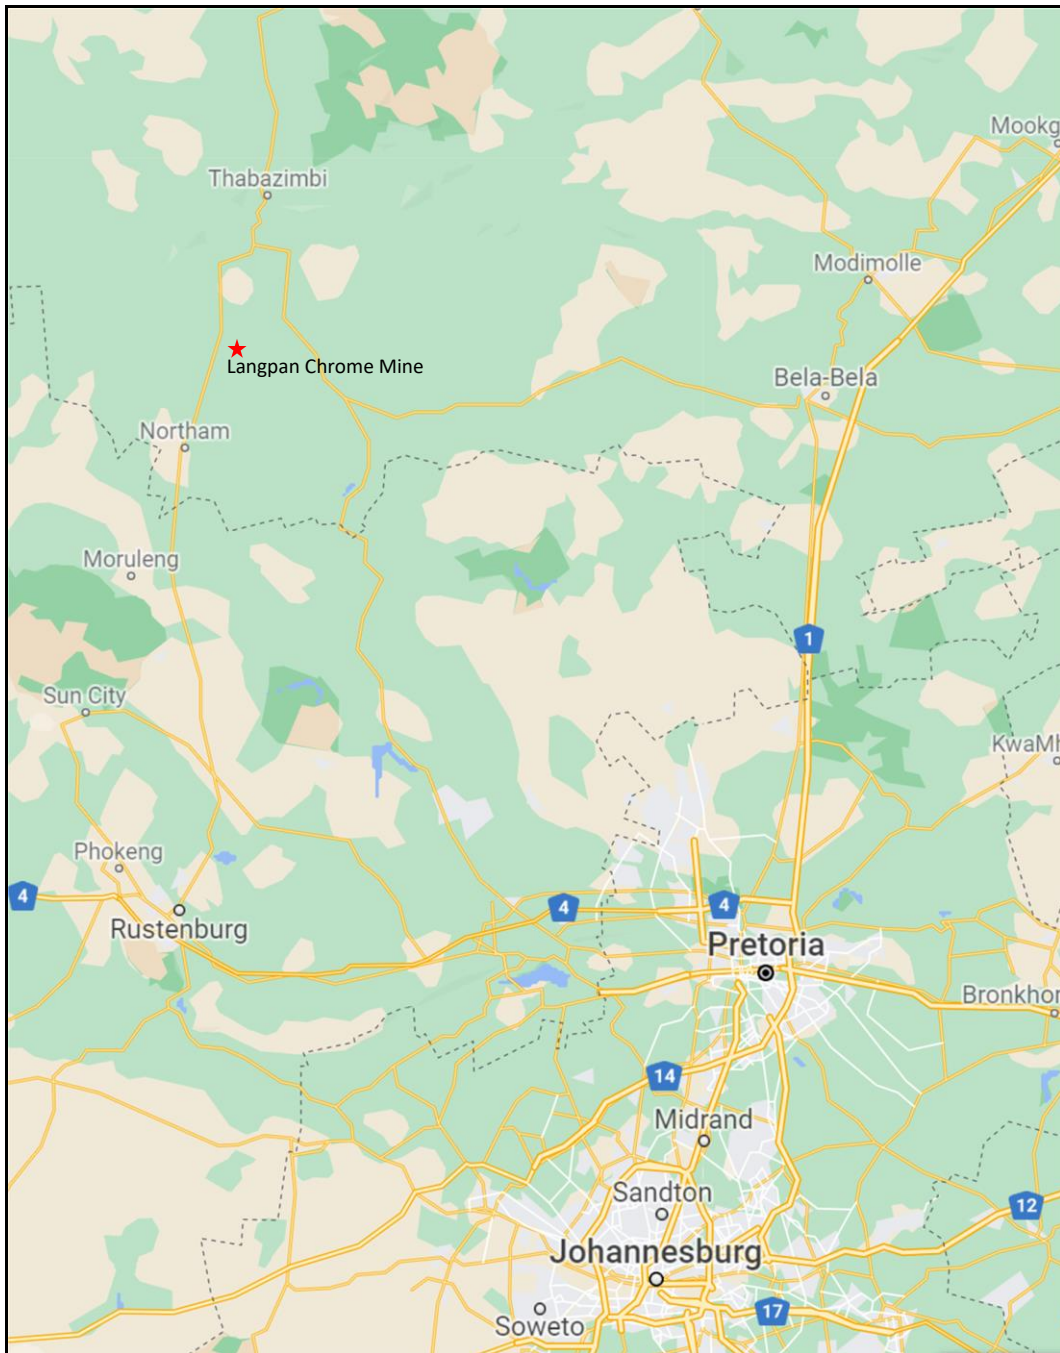 Mookg
Thabazimbi
Modimolle
Langpan Chrome Mine
Bela-Bela
Northam
Moruleng
1
Sun City
KwaMh
Phokeng
4
4
4
Rustenburg
Pretoria
Bronkhor
14
Midrand
Sandton
12
Johannesburg
17
Soweto